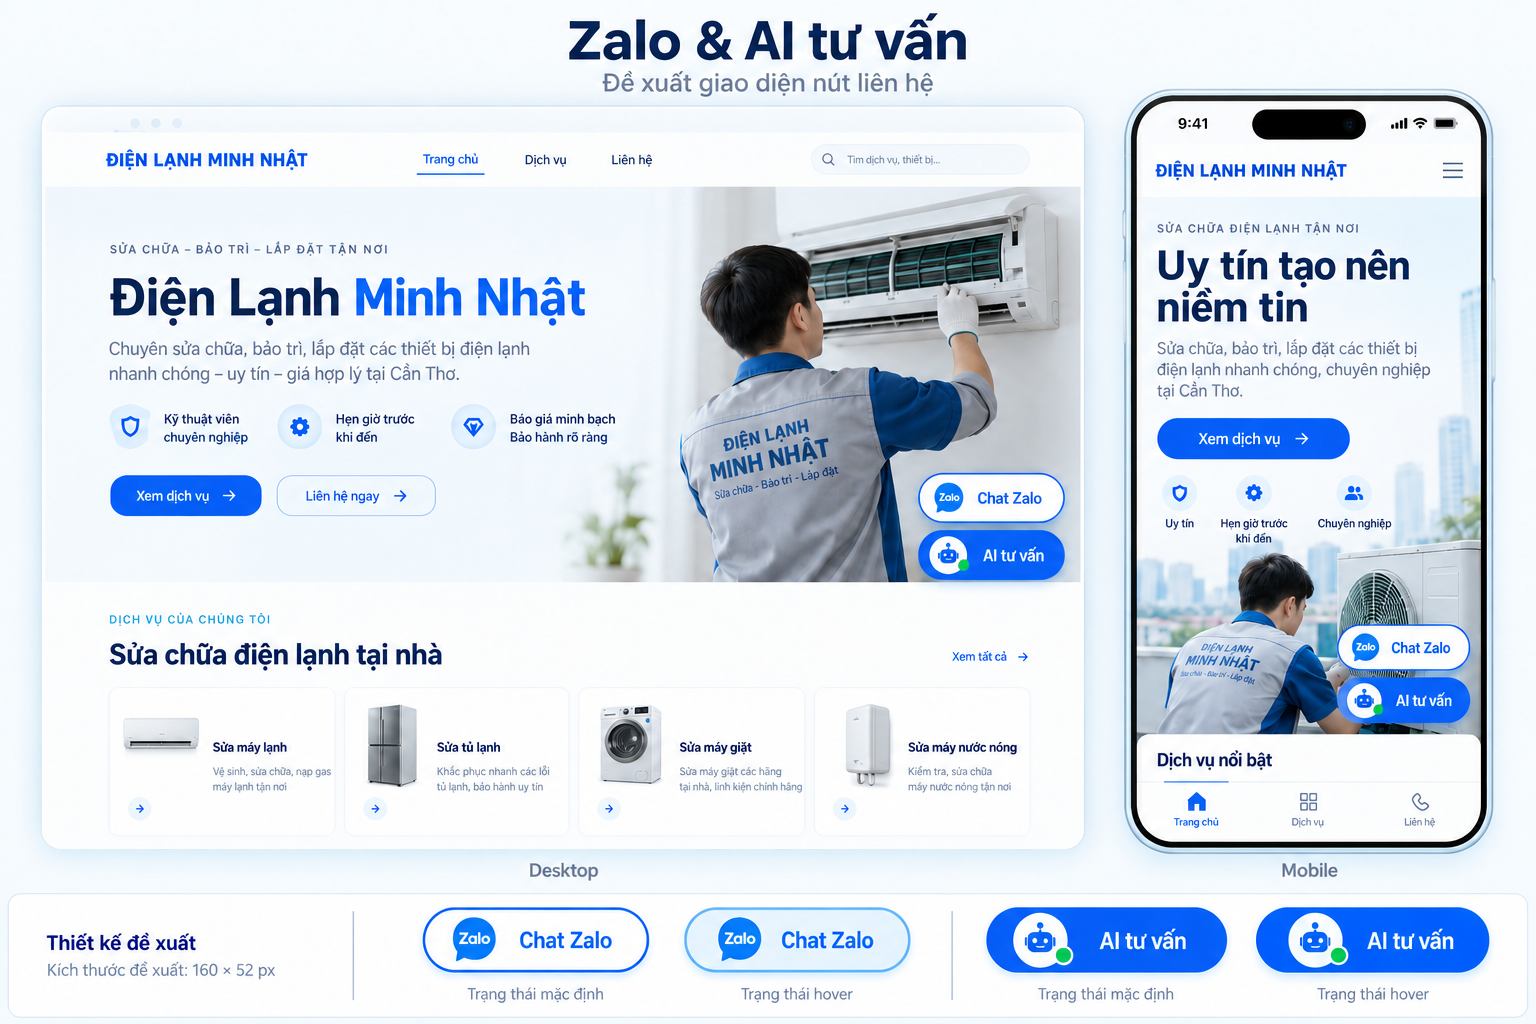 Zalo & AI tư vấn
Đề xuất giao diện nút liên hệ
ĐIỆN LẠNH MINH NHẬT
Trang chủ
Dịch vụ
Liên hệ
Tìm dịch vụ, thiết bị...
SỬA CHỮA – BẢO TRÌ – LẮP ĐẶT TẬN NƠI
Điện Lạnh Minh Nhật
Chuyên sửa chữa, bảo trì, lắp đặt các thiết bị điện lạnh
nhanh chóng – uy tín – giá hợp lý tại Cần Thơ.
Kỹ thuật viên
chuyên nghiệp
Hẹn giờ trước
khi đến
Báo giá minh bạch
Bảo hành rõ ràng
Xem dịch vụ →
Liên hệ ngay →
ĐIỆN LẠNH
MINH NHẬT
Sửa chữa - Bảo trì - Lắp đặt
Zalo
Chat Zalo
AI tư vấn
DỊCH VỤ CỦA CHÚNG TÔI
Sửa chữa điện lạnh tại nhà
Xem tất cả →
Sửa máy lạnh
Vệ sinh, sửa chữa, nạp gas
máy lạnh tận nơi
Sửa tủ lạnh
Khắc phục nhanh các lỗi
tủ lạnh, bảo hành uy tín
Sửa máy giặt
Sửa máy giặt các hãng
tại nhà, linh kiện chính hãng
Sửa máy nước nóng
Kiểm tra, sửa chữa
máy nước nóng tận nơi
Desktop
9:41
ĐIỆN LẠNH MINH NHẬT
SỬA CHỮA ĐIỆN LẠNH TẬN NƠI
Uy tín tạo nên
niềm tin
Sửa chữa, bảo trì, lắp đặt các thiết bị
điện lạnh nhanh chóng, chuyên nghiệp
tại Cần Thơ.
Xem dịch vụ →
Uy tín
Hẹn giờ trước
khi đến
Chuyên nghiệp
ĐIỆN LẠNH
MINH NHẬT
Sửa chữa - Bảo trì - Lắp đặt
Zalo
Chat Zalo
AI tư vấn
Dịch vụ nổi bật
Trang chủ
Dịch vụ
Liên hệ
Mobile
Thiết kế đề xuất
Kích thước đề xuất: 160 × 52 px
Zalo
Chat Zalo
Trạng thái mặc định
Zalo
Chat Zalo
Trạng thái hover
AI tư vấn
Trạng thái mặc định
AI tư vấn
Trạng thái hover